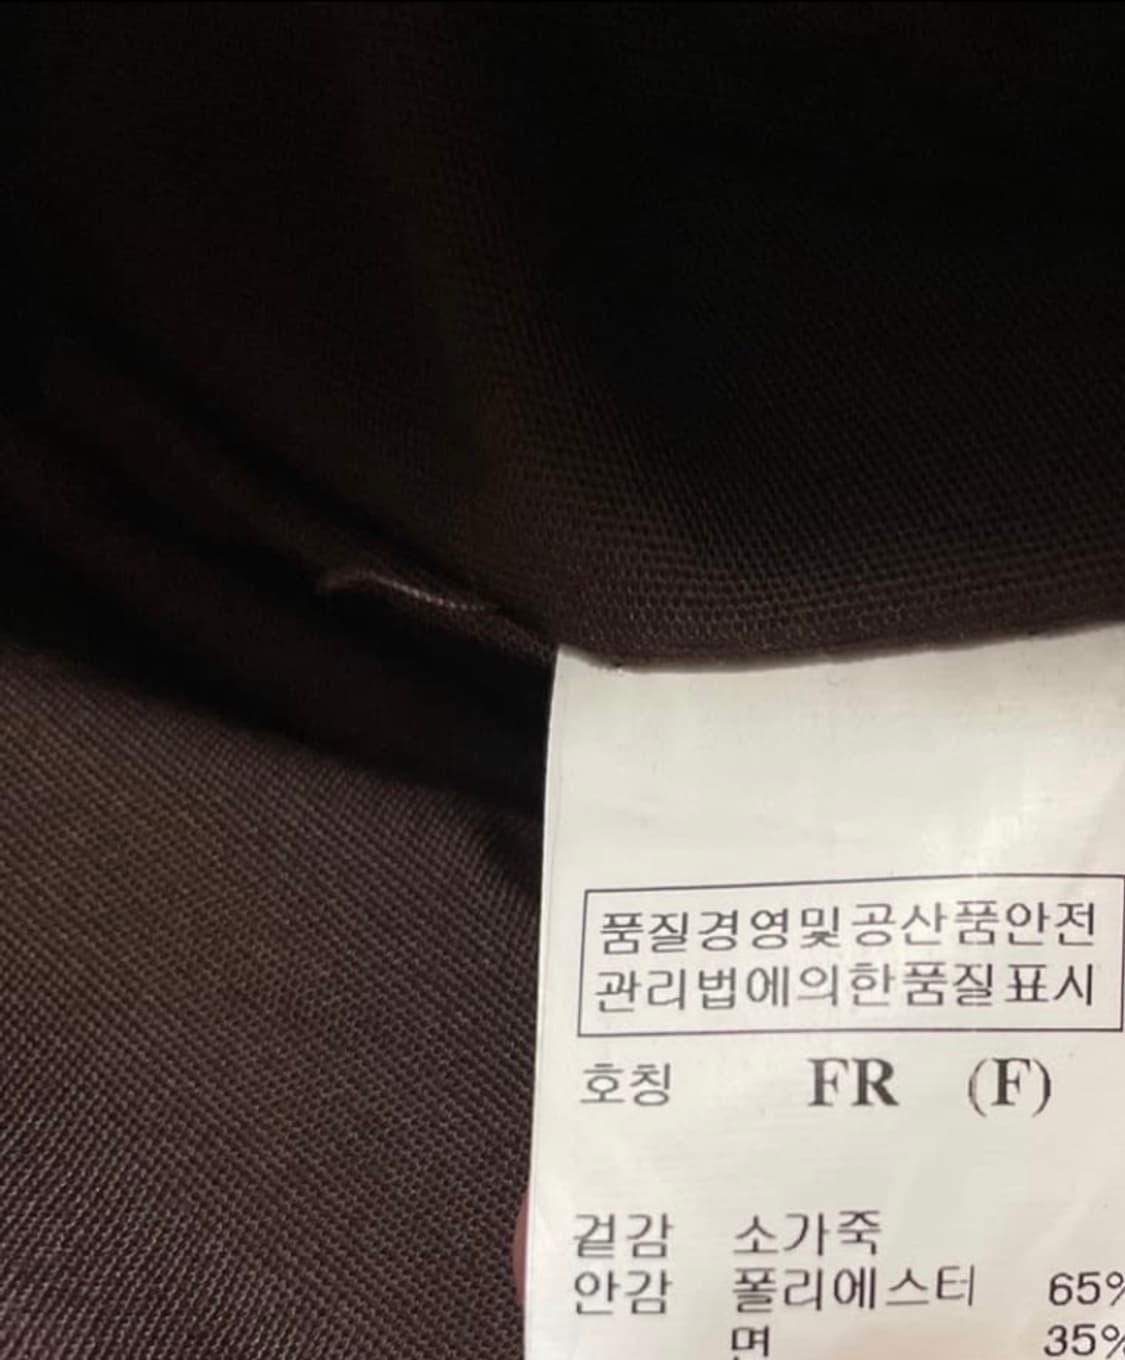 품질경영및공산품안전
관리법에의한품질표시
호칭 FR (F)
겉감 소가죽
안감 폴리에스터 65%
면 35%